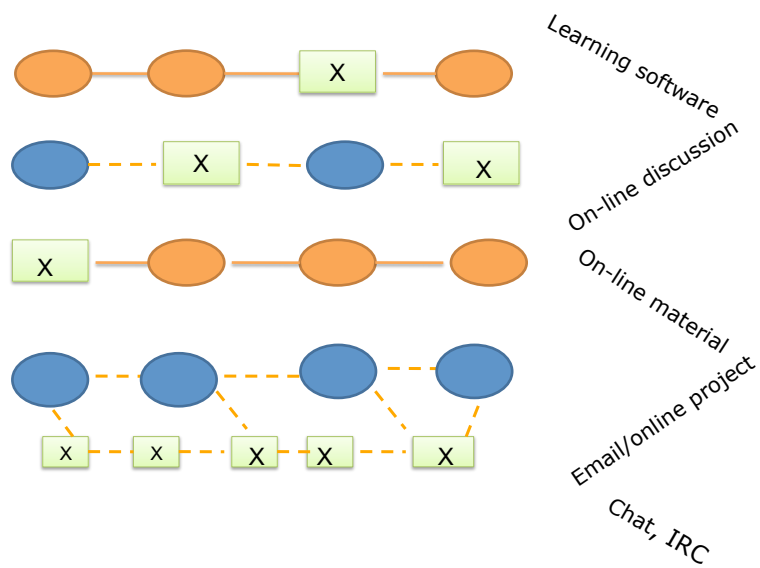 Learning software
X
On-line discussion
X
X
On-line material
X
Email/online project
X
X
X
X
X
Chat, IRC